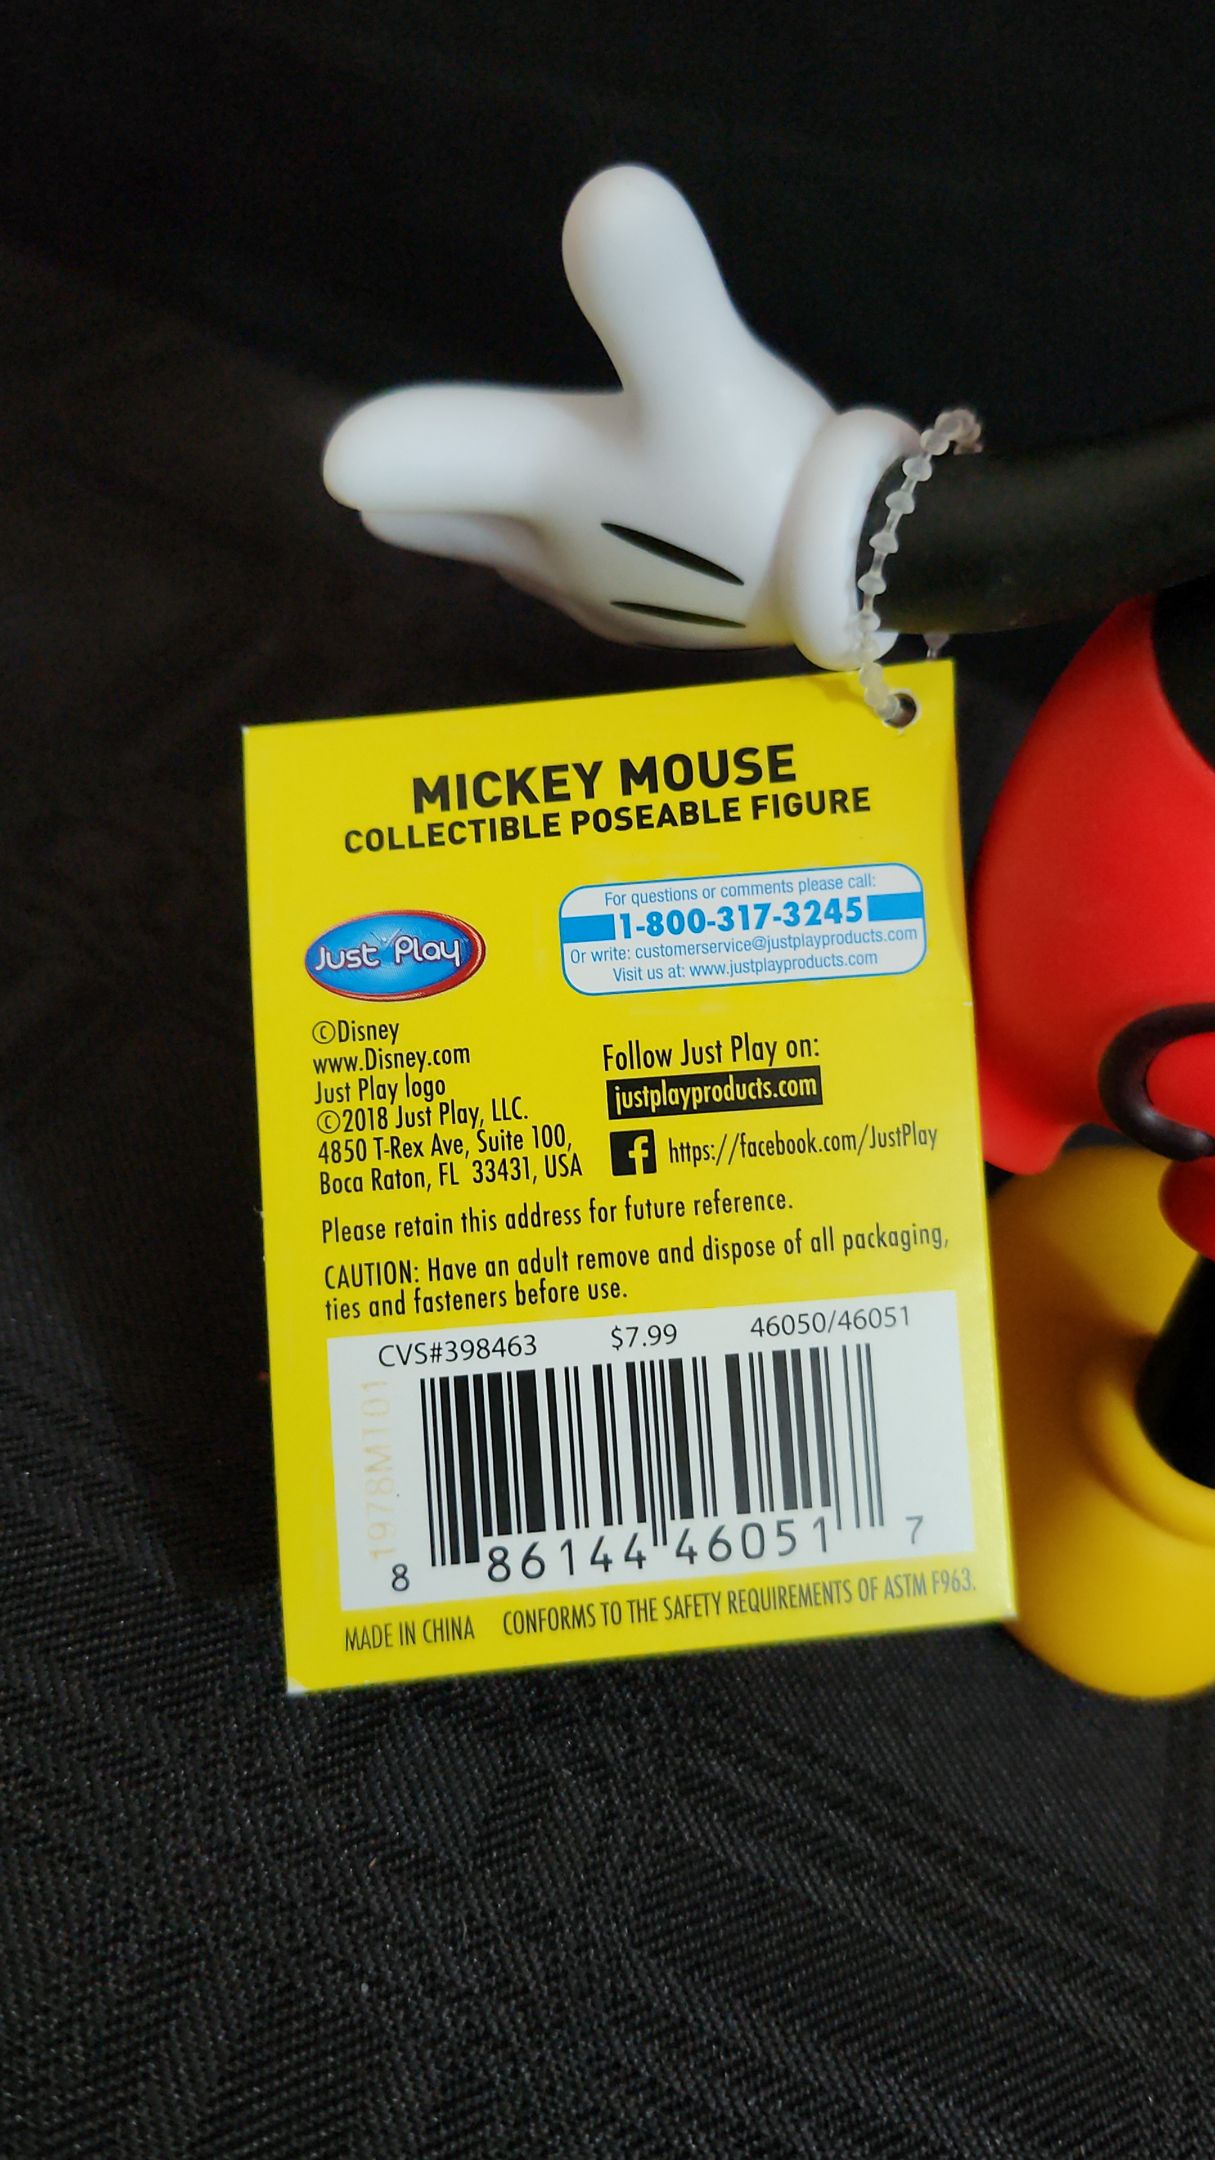 MICKEY MOUSE
COLLECTIBLE POSEABLE FIGURE
Just Play
For questions or comments please call:
1-800-317-3245
Or write: customerservice@justplayproducts.com
Visit us at: www.justplayproducts.com
©Disney
www.Disney.com
Just Play logo
©2018 Just Play, LLC.
4850 T-Rex Ave, Suite 100,
Boca Raton, FL 33431, USA
Follow Just Play on:
justplayproducts.com
f https://facebook.com/JustPlay
Please retain this address for future reference.
CAUTION: Have an adult remove and dispose of all packaging,
ties and fasteners before use.
CVS#398463 $7.99 46050/46051
1978MT01
8 86144 46051 7
MADE IN CHINA CONFORMS TO THE SAFETY REQUIREMENTS OF ASTM F963.